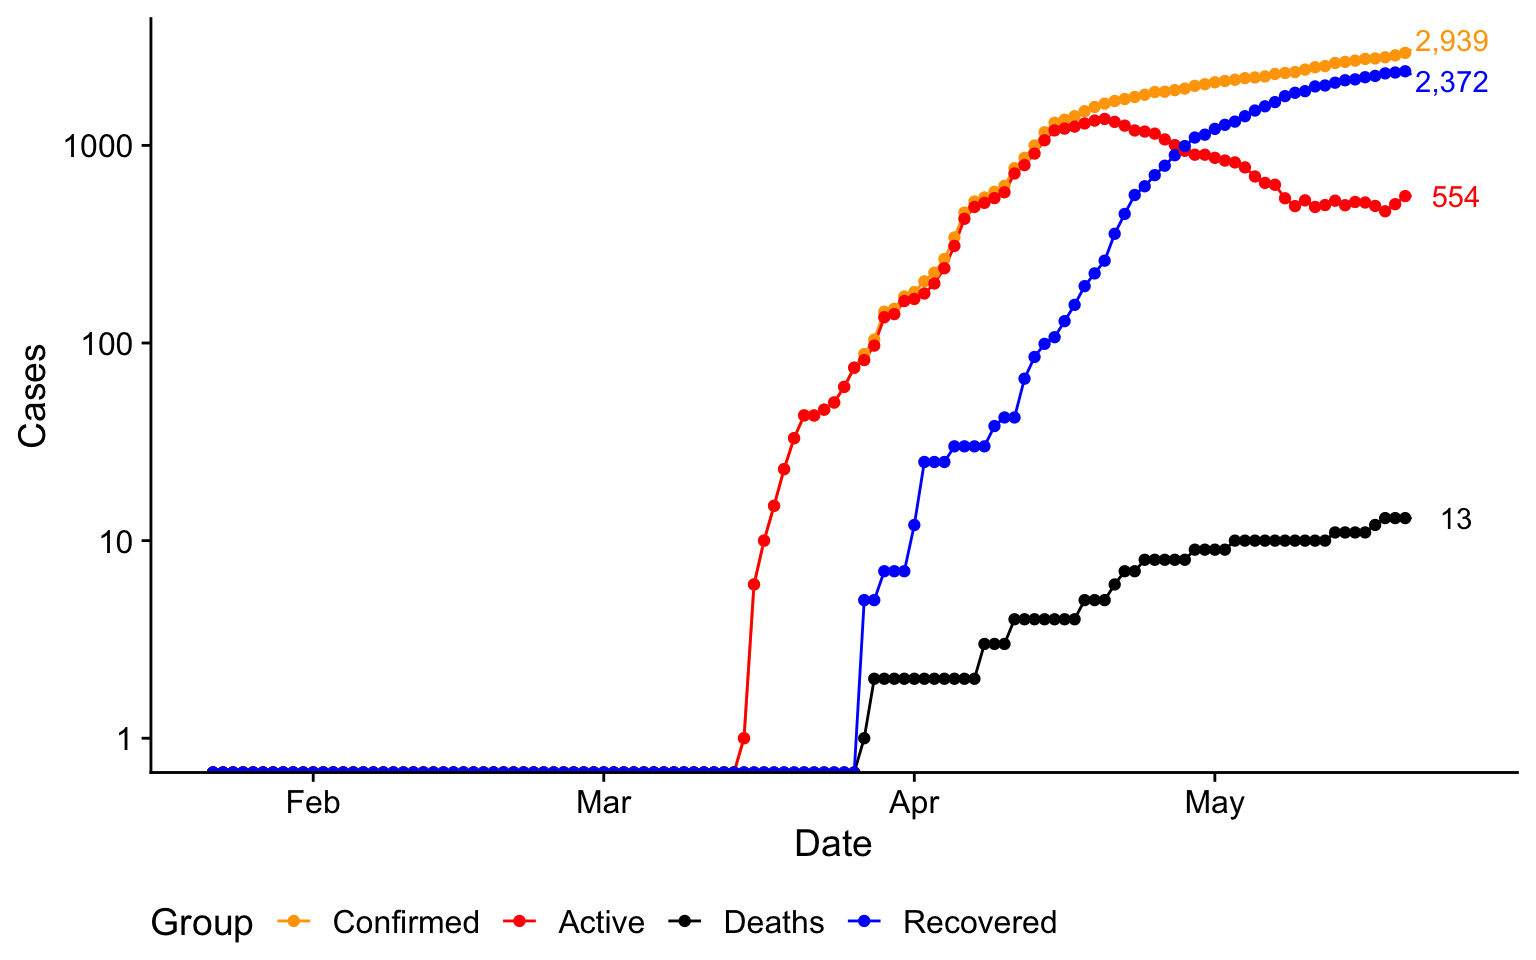 2,939
2,372
1000
554
100
Cases
13
10
1
Feb Mar Apr May
Date
Group Confirmed Active Deaths Recovered